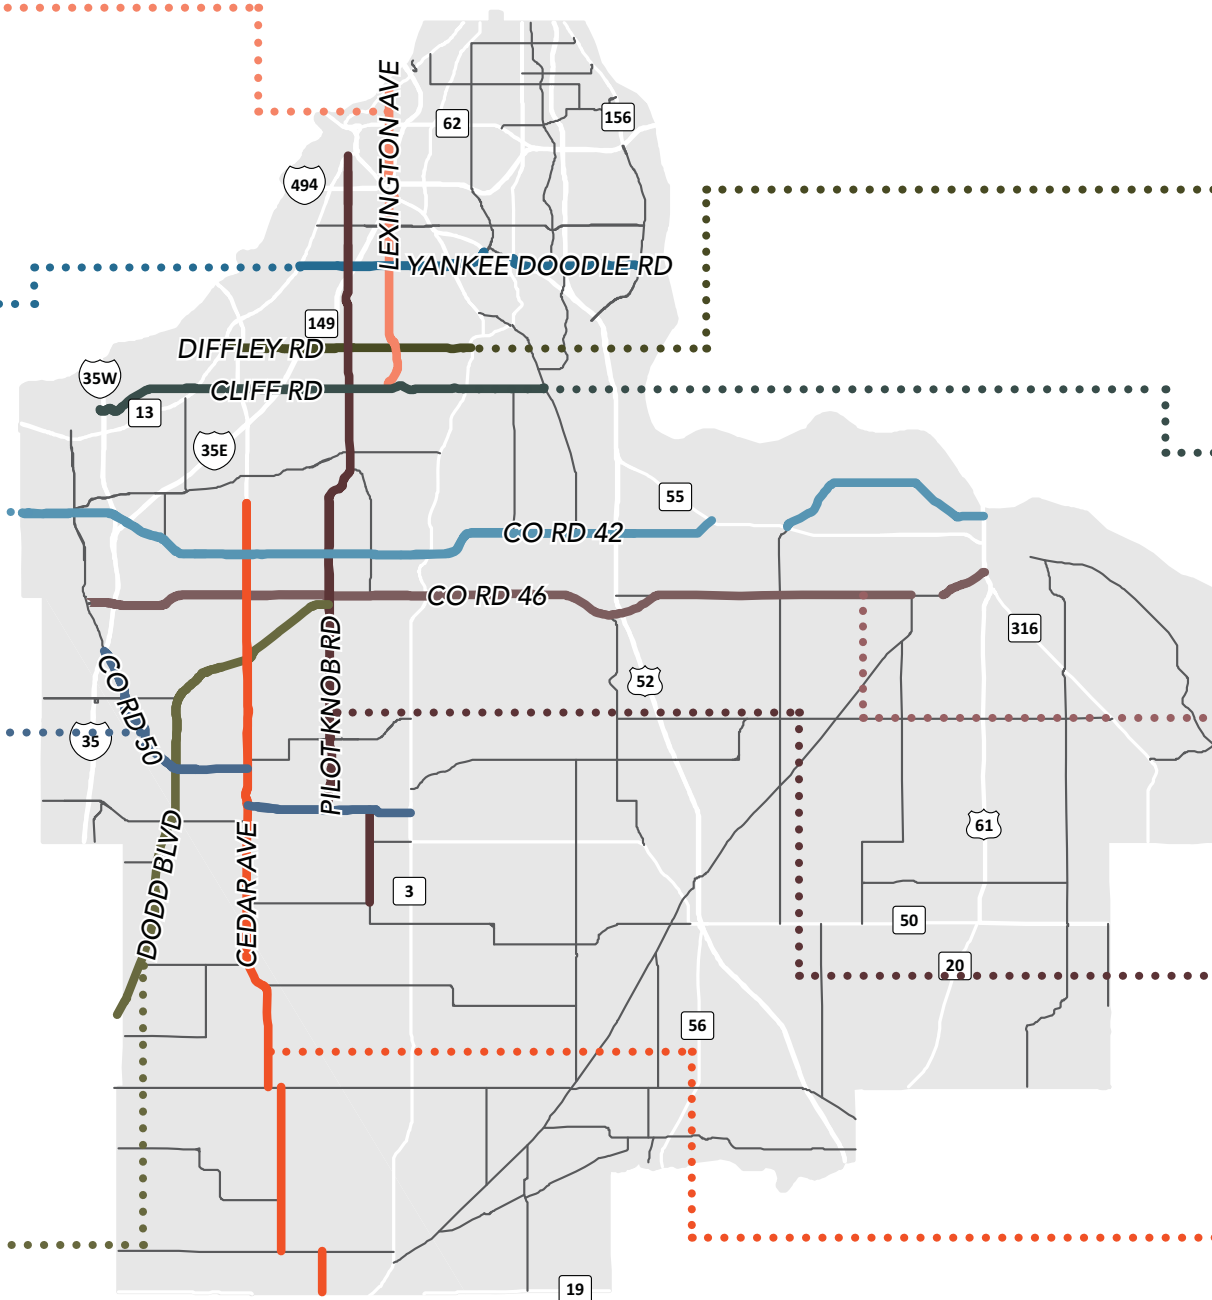 LEXINGTON AVE
62
156
494
YANKEE DOODLE RD
149
DIFFLEY RD
35W
CLIFF RD
13
35E
55
CO RD 42
CO RD 46
316
PILOT KNOB RD
CO RD 50
52
35
61
DODD BLVD
CEDAR AVE
3
50
20
56
19